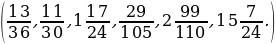 (13/36, 11/30, 1 17/24, 29/105, 2 99/110, 15 7/24.)